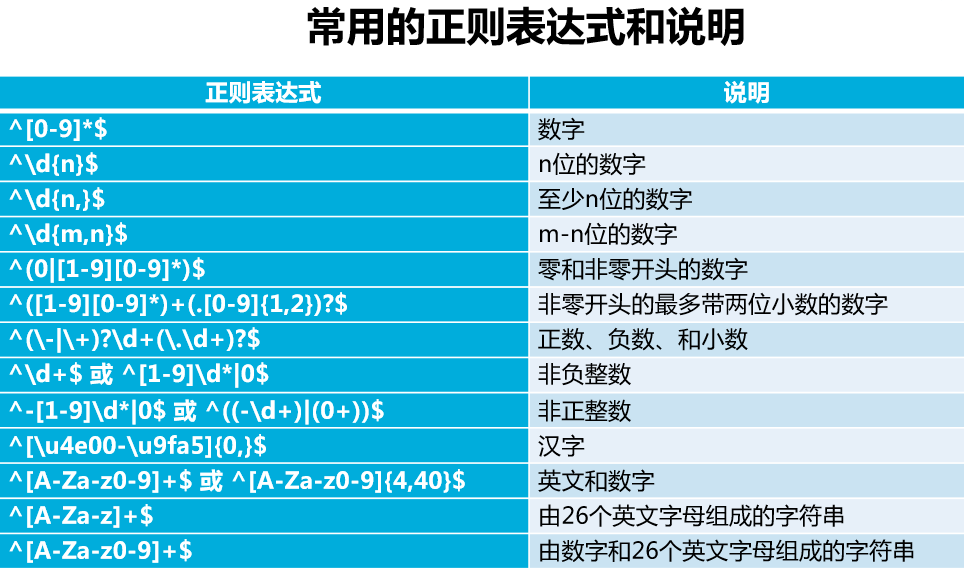 常用的正则表达式和说明
正则表达式 说明
^[0-9]*$ 数字
^\d{n}$ n位的数字
^\d{n,}$ 至少n位的数字
^\d{m,n}$ m-n位的数字
^(0|[1-9][0-9]*)$ 零和非零开头的数字
^([1-9][0-9]*)+(.[0-9]{1,2})?$ 非零开头的最多带两位小数的数字
^(\-|\+)?\d+(\.\d+)?$ 正数、负数、和小数
^\d+$ 或 ^[1-9]\d*|0$ 非负整数
^-[1-9]\d*|0$ 或 ^((-\d+)|(0+))$ 非正整数
^[\u4e00-\u9fa5]{0,}$ 汉字
^[A-Za-z0-9]+$ 或 ^[A-Za-z0-9]{4,40}$ 英文和数字
^[A-Za-z]+$ 由26个英文字母组成的字符串
^[A-Za-z0-9]+$ 由数字和26个英文字母组成的字符串